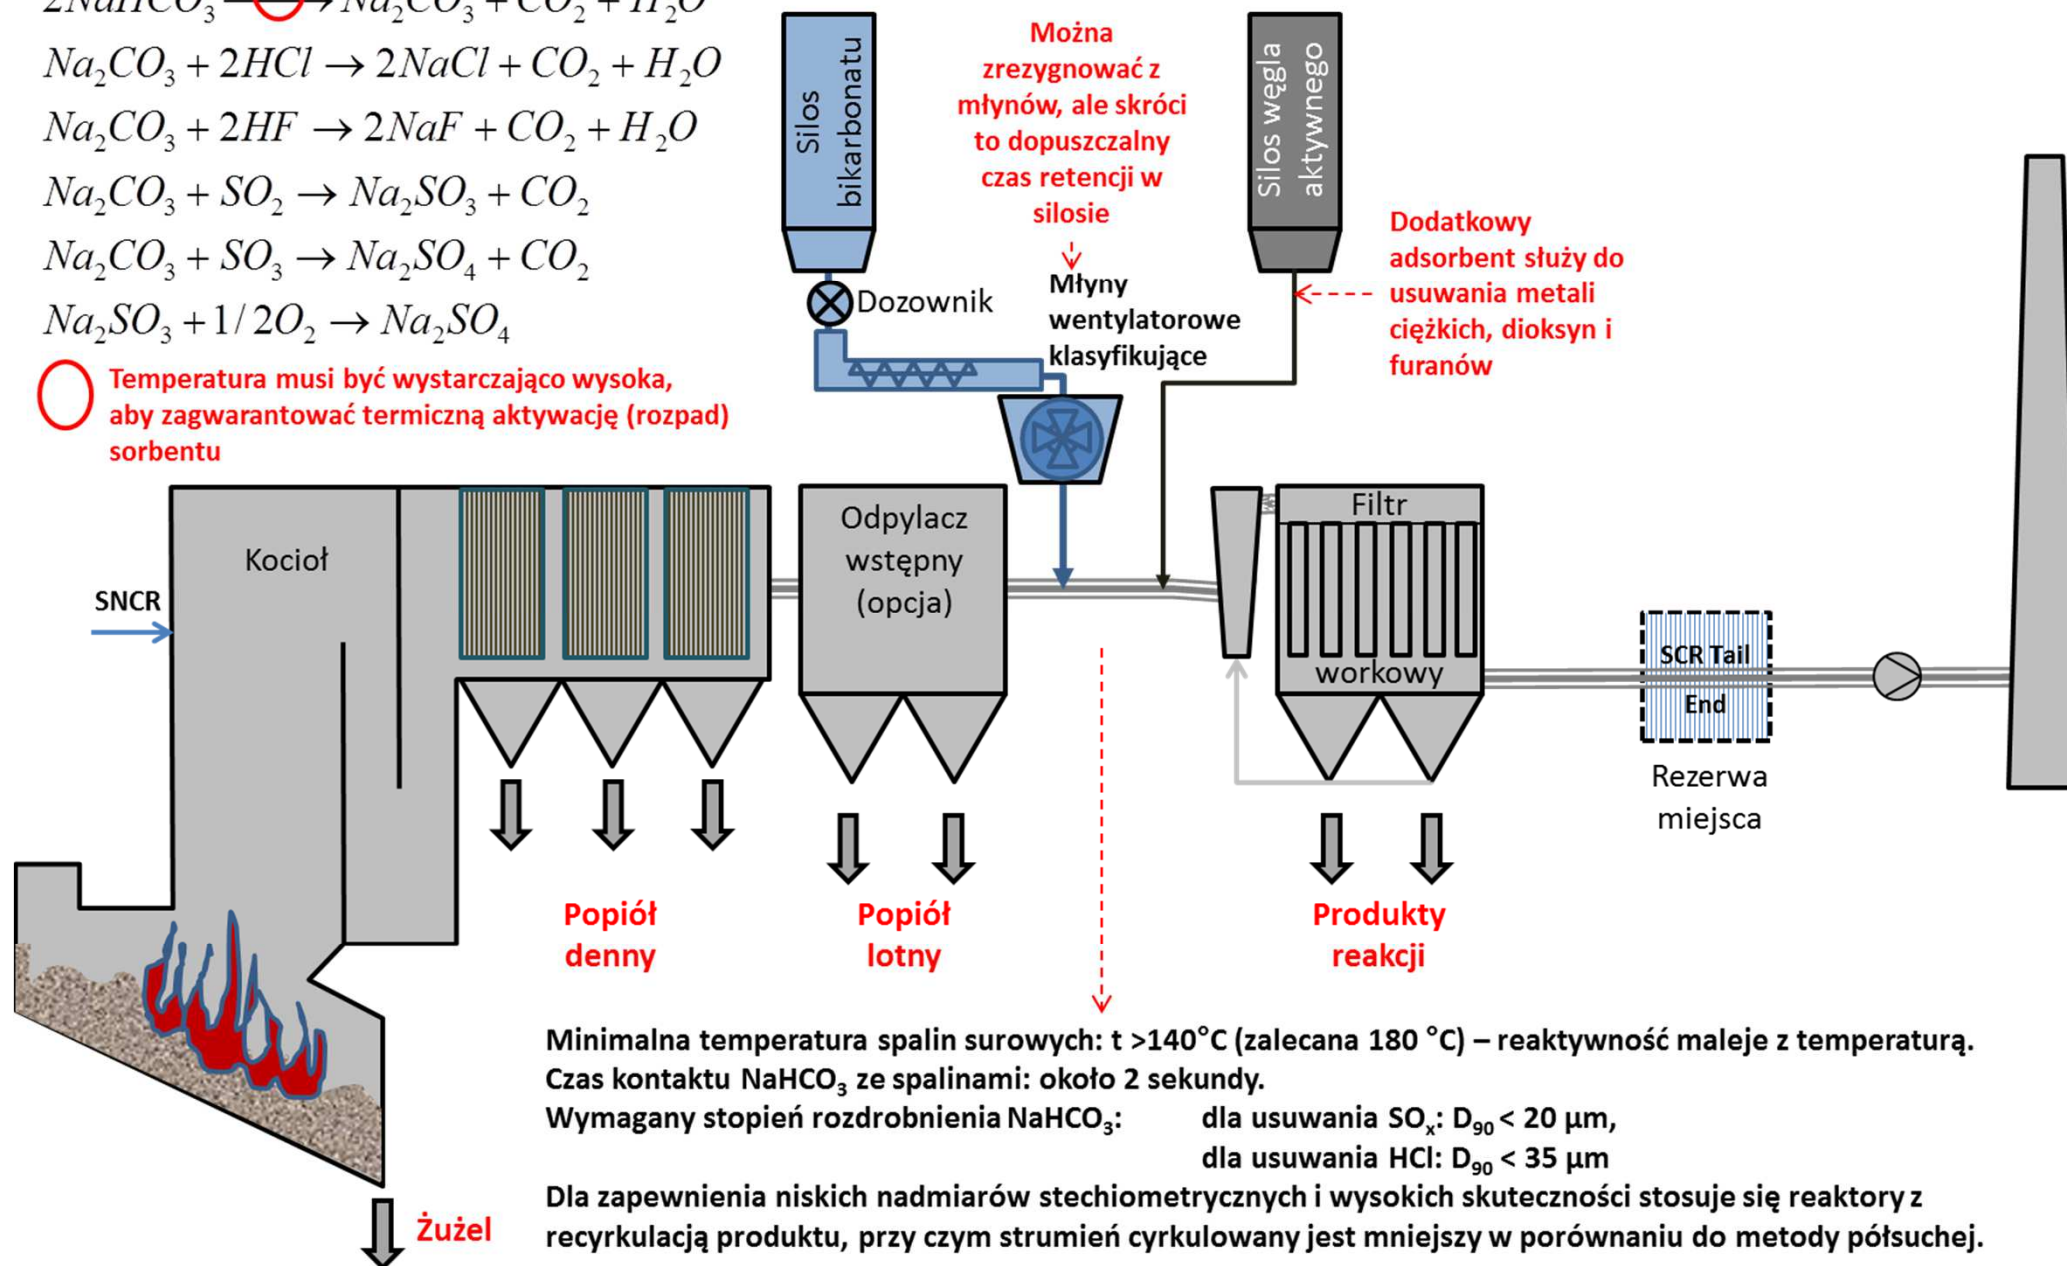 2NaHCO₃ → Na₂CO₃ + CO₂ + H₂O
Na₂CO₃ + 2HCl → 2NaCl + CO₂ + H₂O
Na₂CO₃ + 2HF → 2NaF + CO₂ + H₂O
Na₂CO₃ + SO₂ → Na₂SO₃ + CO₂
Na₂CO₃ + SO₃ → Na₂SO₄ + CO₂
Na₂SO₃ + 1/2O₂ → Na₂SO₄
Temperatura musi być wystarczająco wysoka,
aby zagwarantować termiczną aktywację (rozpad)
sorbentu
Silos
bikarbonatu
Można
zrezygnować z
młynów, ale skróci
to dopuszczalny
czas retencji w
silosie
Silos węgla
aktywnego
Dodatkowy
adsorbent służy do
usuwania metali
ciężkich, dioksyn i
furanów
Dozownik
Młyny
wentylatorowe
klasyfikujące
SNCR
Kocioł
Odpylacz
wstępny
(opcja)
Filtr
workowy
SCR Tail
End
Rezerwa
miejsca
Popiół
denny
Popiół
lotny
Produkty
reakcji
Żużel
Minimalna temperatura spalin surowych: t >140°C (zalecana 180 °C) – reaktywność maleje z temperaturą.
Czas kontaktu NaHCO₃ ze spalinami: około 2 sekundy.
Wymagany stopień rozdrobnienia NaHCO₃: dla usuwania SOₓ: D₉₀ < 20 µm,
dla usuwania HCl: D₉₀ < 35 µm
Dla zapewnienia niskich nadmiarów stechiometrycznych i wysokich skuteczności stosuje się reaktory z
recyrkulacją produktu, przy czym strumień cyrkulowany jest mniejszy w porównaniu do metody półsuchej.